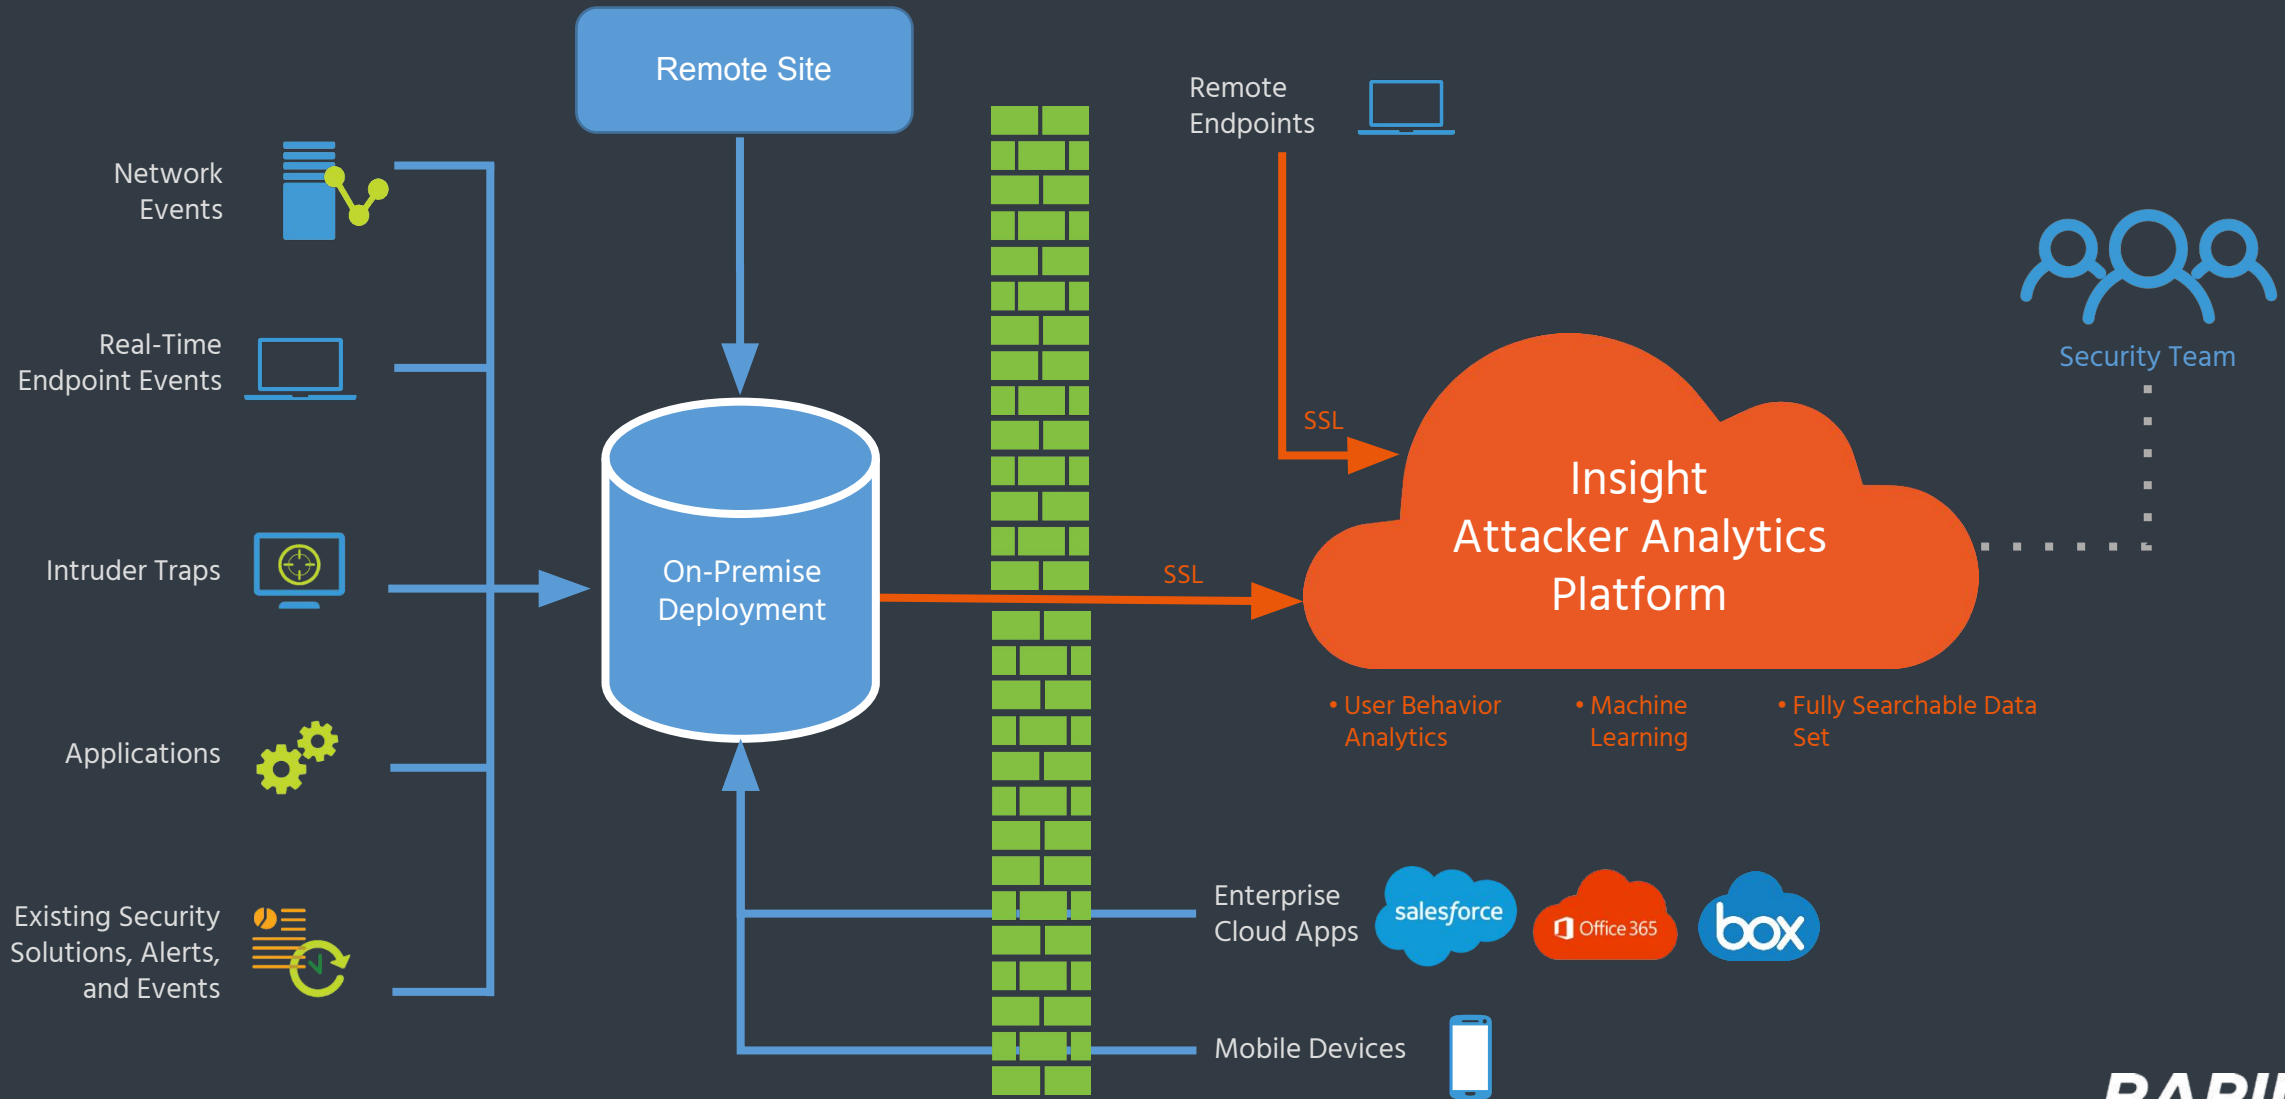 Remote Site
Remote
Endpoints
Network
Events
Real-Time
Endpoint Events
Security Team
SSL
Insight
Attacker Analytics
Platform
Intruder Traps
On-Premise
Deployment
SSL
• User Behavior
Analytics
• Machine
Learning
• Fully Searchable Data
Set
Applications
Existing Security
Solutions, Alerts,
and Events
Enterprise
Cloud Apps
salesforce
Office 365
box
Mobile Devices